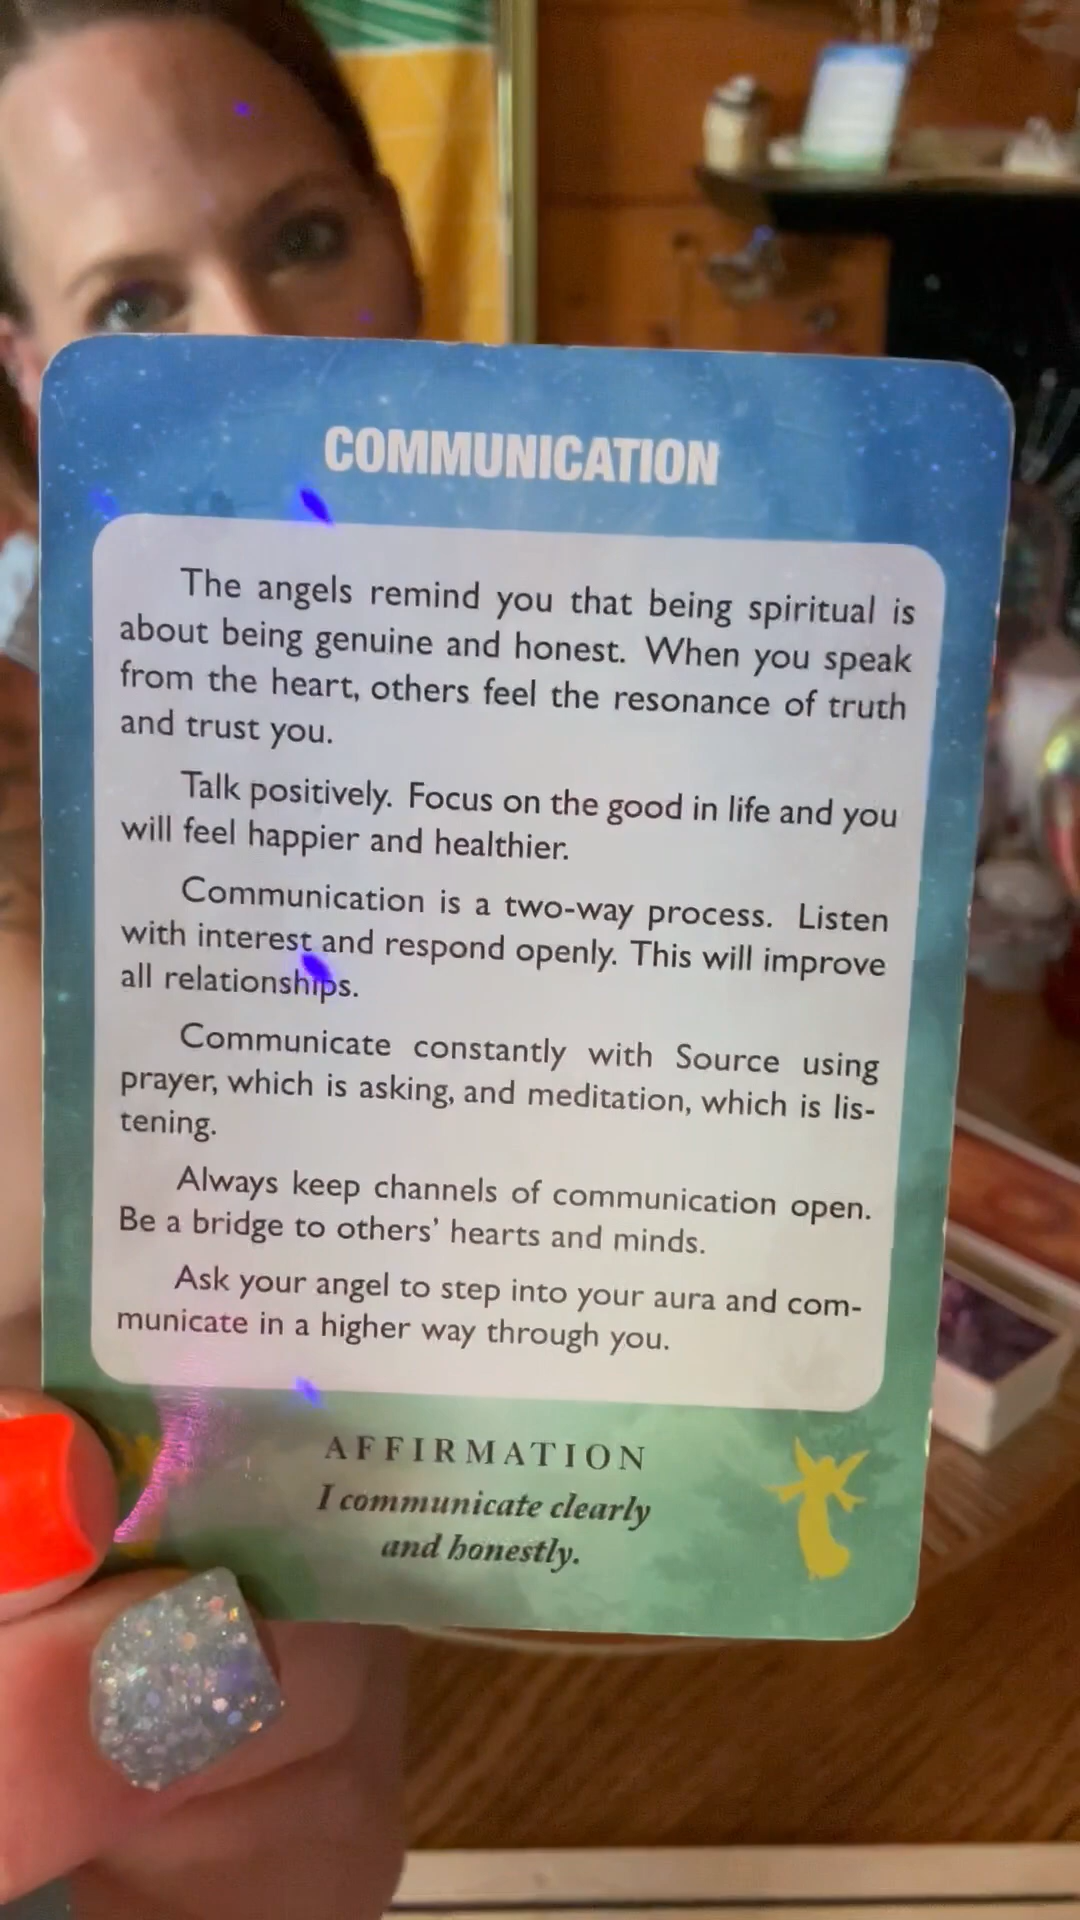 COMMUNICATION
The angels remind you that being spiritual is
about being genuine and honest. When you speak
from the heart, others feel the resonance of truth
and trust you.
Talk positively. Focus on the good in life and you
will feel happier and healthier.
Communication is a two-way process. Listen
with interest and respond openly. This will improve
all relationships.
Communicate constantly with Source using
prayer, which is asking, and meditation, which is lis-
tening.
Always keep channels of communication open.
Be a bridge to others' hearts and minds.
Ask your angel to step into your aura and com-
municate in a higher way through you.
AFFIRMATION
I communicate clearly
and honestly.